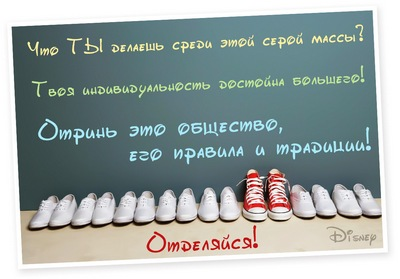 Что ТЫ делаешь среди этой серой массы?
Твоя индивидуальность достойна большего!
Отринь это общество,
его правила и традиции!
Отделяйся!
Disney